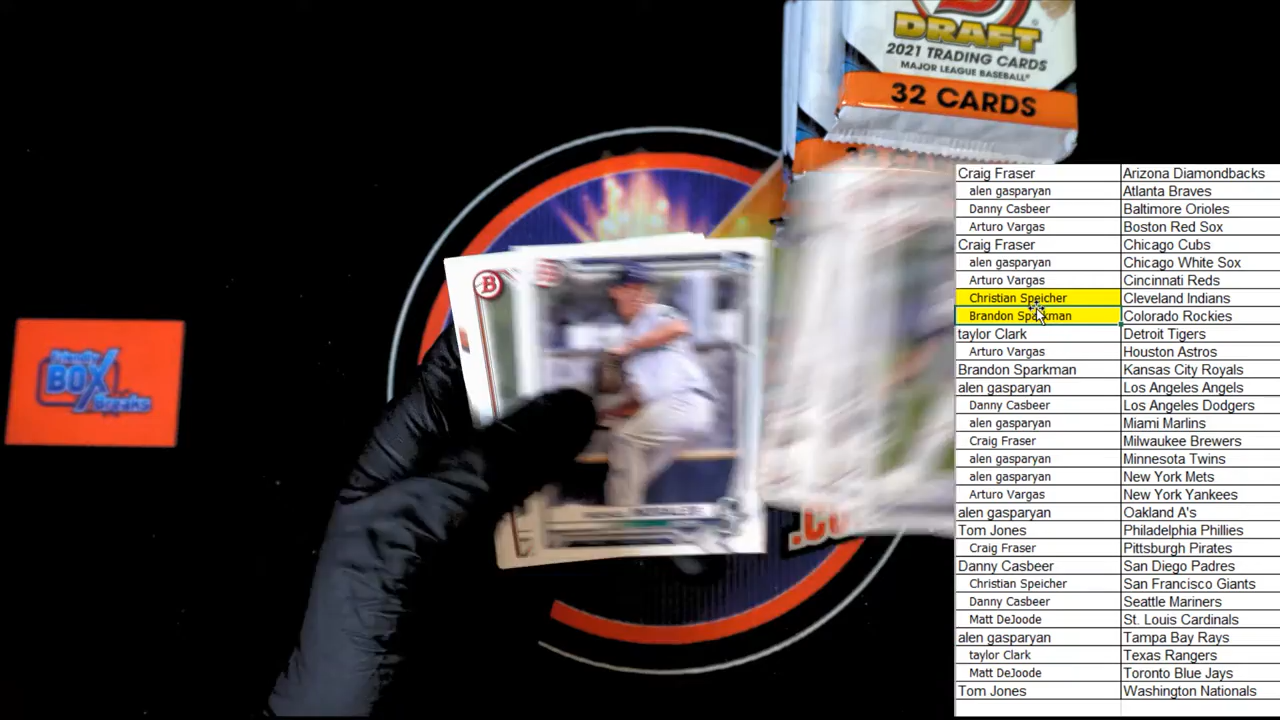 DRAFT
2021 TRADING CARDS
MAJOR LEAGUE BASEBALL
32 CARDS
B
Friendly
BOX
Breaks
Craig Fraser Arizona Diamondbacks
alen gasparyan Atlanta Braves
Danny Casbeer Baltimore Orioles
Arturo Vargas Boston Red Sox
Craig Fraser Chicago Cubs
alen gasparyan Chicago White Sox
Arturo Vargas Cincinnati Reds
Christian Speicher Cleveland Indians
Brandon Sparkman Colorado Rockies
taylor Clark Detroit Tigers
Arturo Vargas Houston Astros
Brandon Sparkman Kansas City Royals
alen gasparyan Los Angeles Angels
Danny Casbeer Los Angeles Dodgers
alen gasparyan Miami Marlins
Craig Fraser Milwaukee Brewers
alen gasparyan Minnesota Twins
alen gasparyan New York Mets
Arturo Vargas New York Yankees
alen gasparyan Oakland A's
Tom Jones Philadelphia Phillies
Craig Fraser Pittsburgh Pirates
Danny Casbeer San Diego Padres
Christian Speicher San Francisco Giants
Danny Casbeer Seattle Mariners
Matt DeJoode St. Louis Cardinals
alen gasparyan Tampa Bay Rays
taylor Clark Texas Rangers
Matt DeJoode Toronto Blue Jays
Tom Jones Washington Nationals